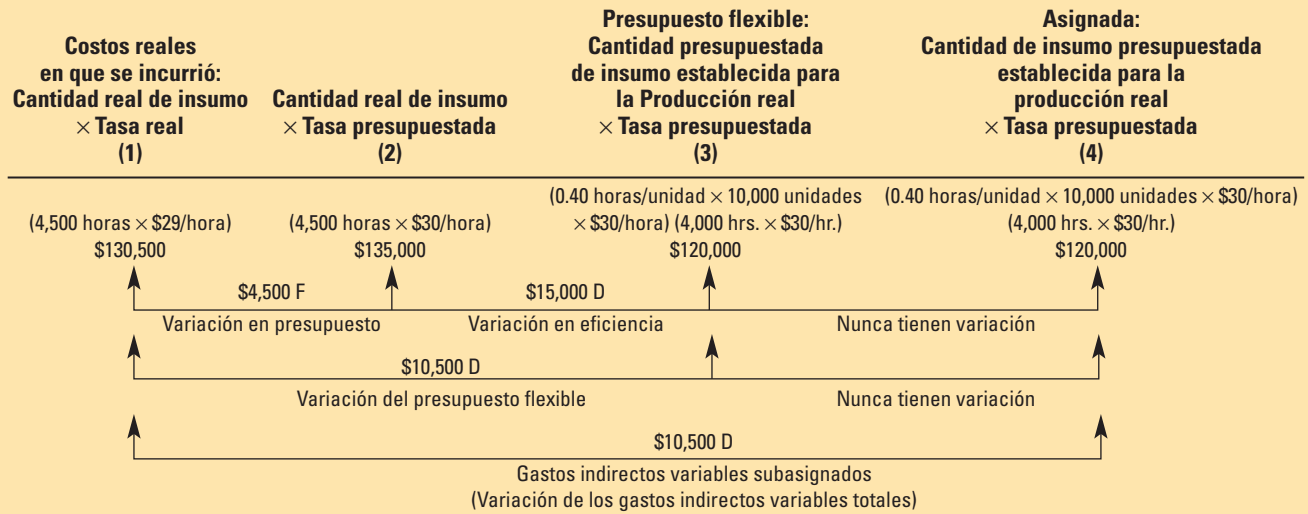 Costos reales
en que se incurrió:
Cantidad real de insumo
× Tasa real
(1)
Cantidad real de insumo
× Tasa presupuestada
(2)
Presupuesto flexible:
Cantidad presupuestada
de insumo establecida para
la Producción real
× Tasa presupuestada
(3)
Asignada:
Cantidad de insumo presupuestada
establecida para la
producción real
× Tasa presupuestada
(4)
(4,500 horas × $29/hora)
$130,500
(4,500 horas × $30/hora)
$135,000
(0.40 horas/unidad × 10,000 unidades
× $30/hora) (4,000 hrs. × $30/hr.)
$120,000
(0.40 horas/unidad × 10,000 unidades × $30/hora)
(4,000 hrs. × $30/hr.)
$120,000
$4,500 F
Variación en presupuesto
$15,000 D
Variación en eficiencia
Nunca tienen variación
$10,500 D
Variación del presupuesto flexible
Nunca tienen variación
$10,500 D
Gastos indirectos variables subasignados
(Variación de los gastos indirectos variables totales)